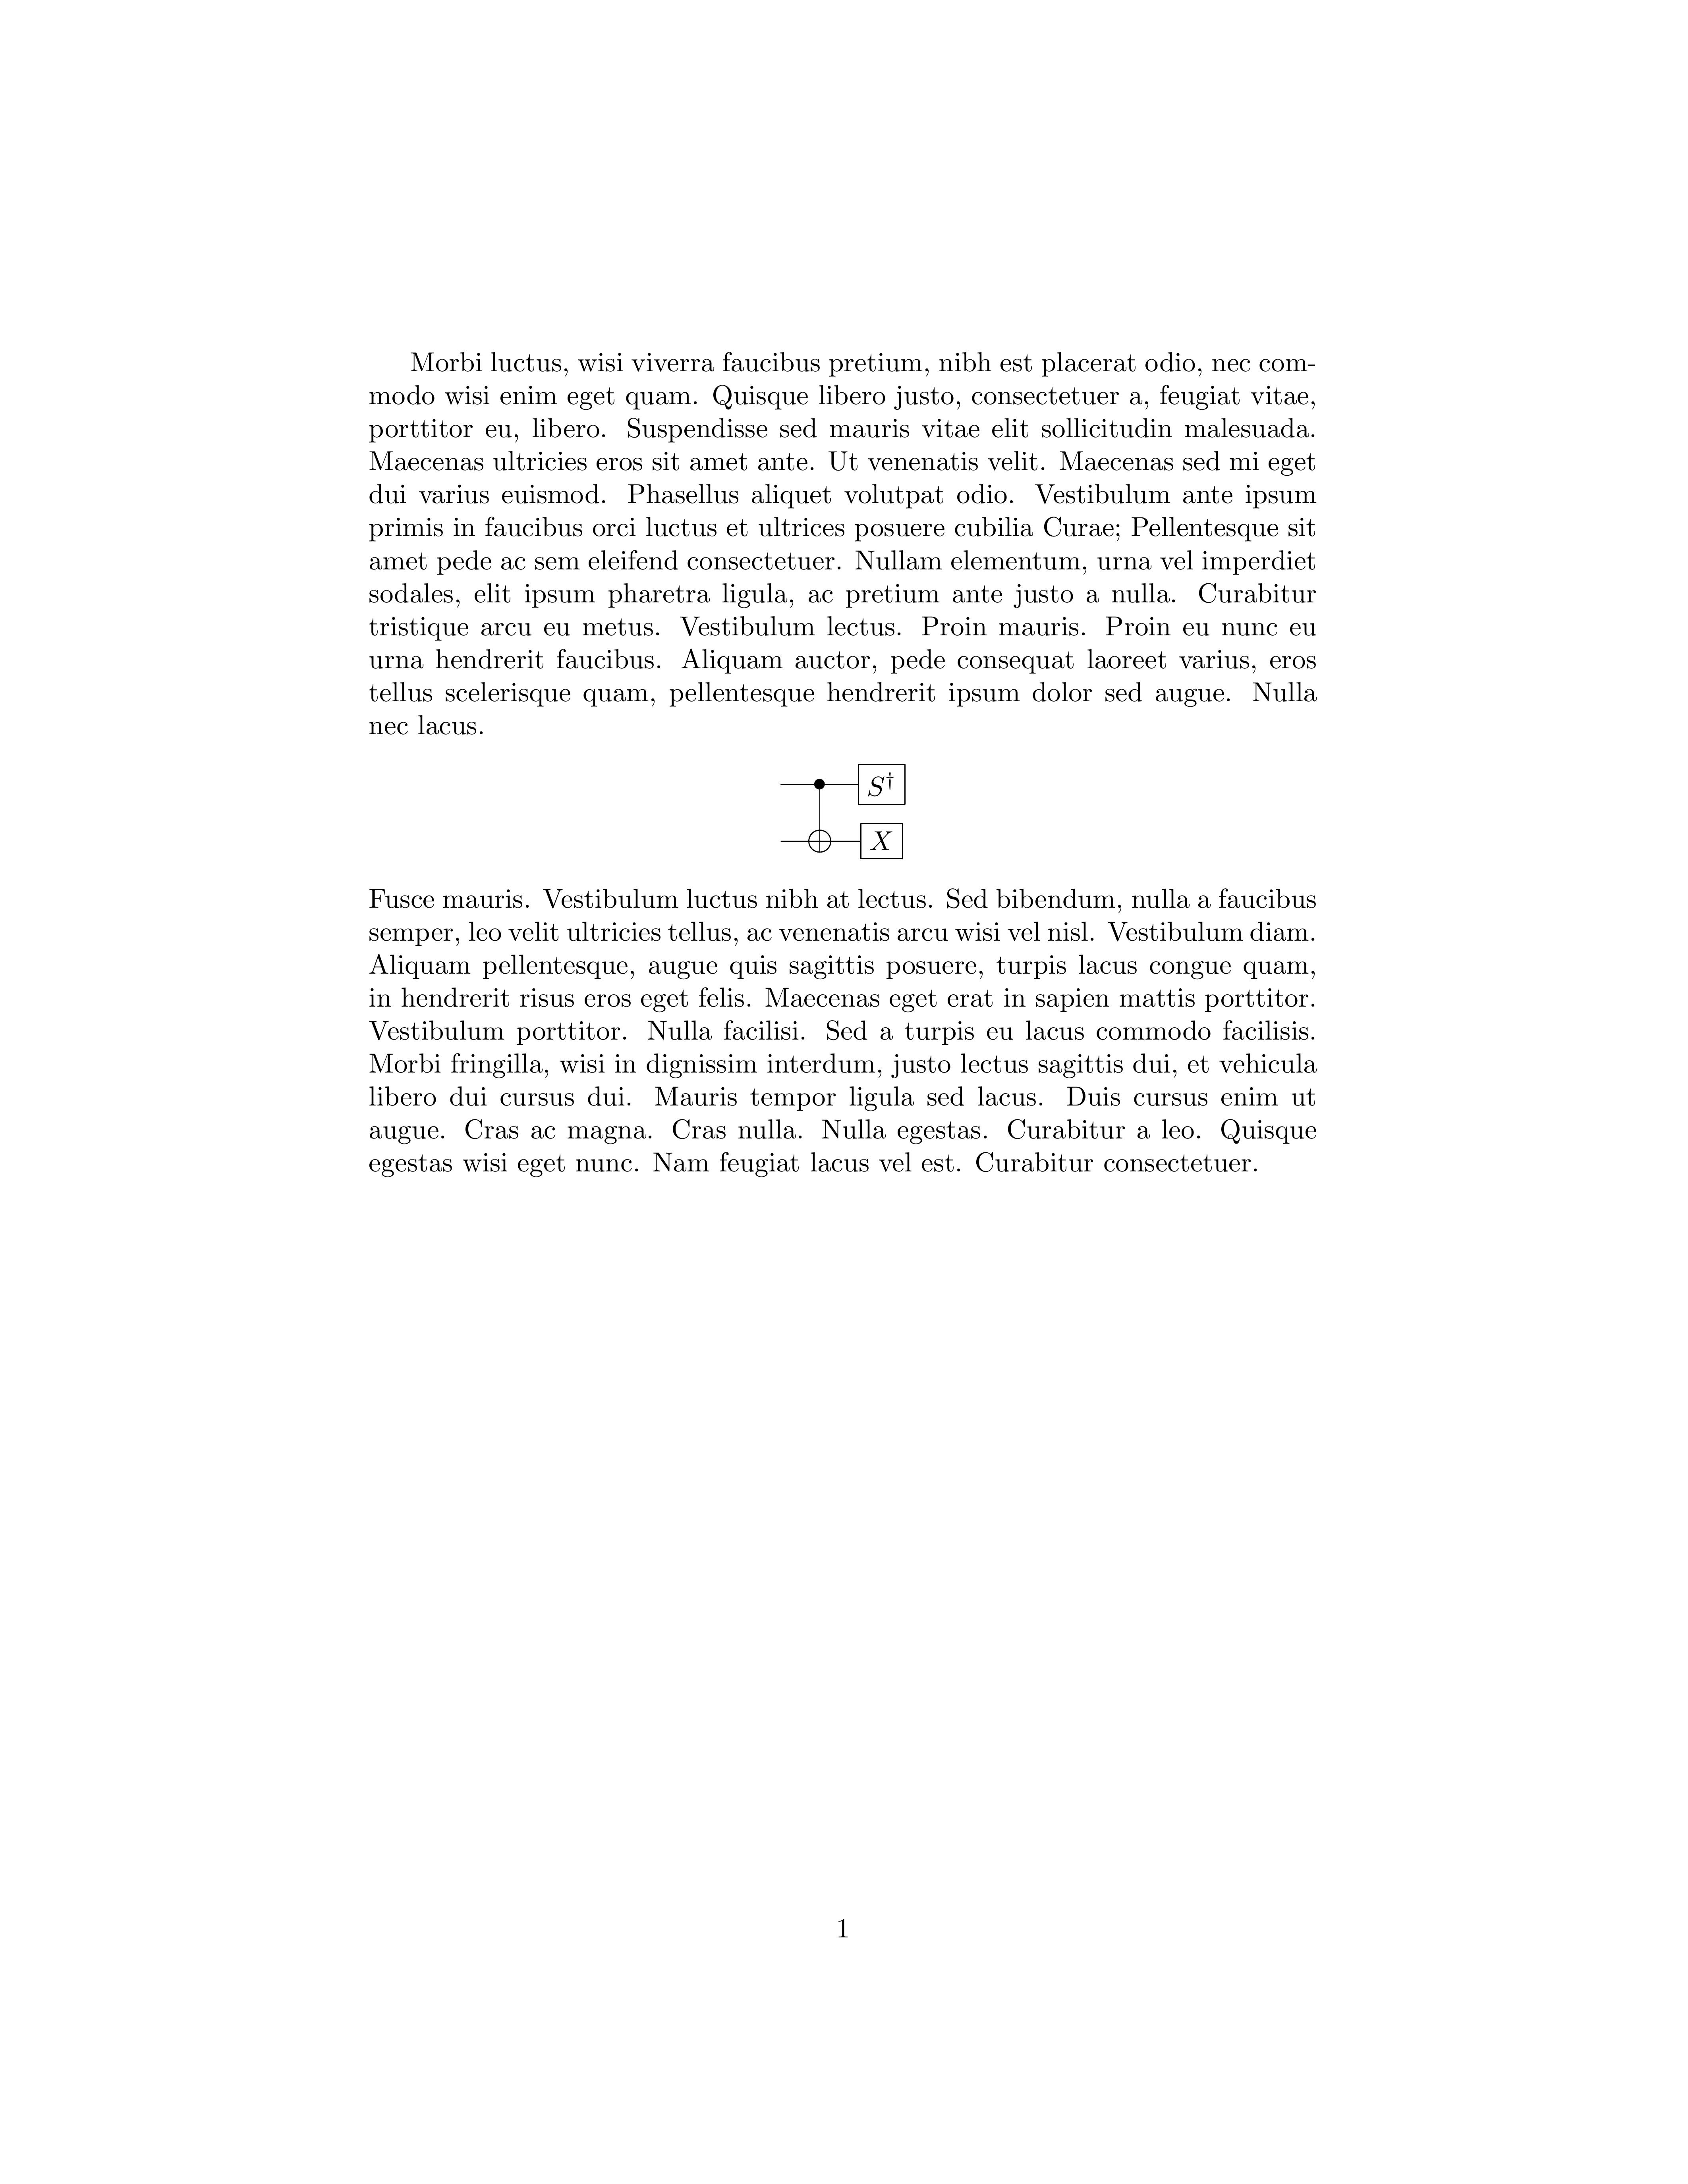 Morbi luctus, wisi viverra faucibus pretium, nibh est placerat odio, nec com-
modo wisi enim eget quam. Quisque libero justo, consectetuer a, feugiat vitae,
porttitor eu, libero. Suspendisse sed mauris vitae elit sollicitudin malesuada.
Maecenas ultricies eros sit amet ante. Ut venenatis velit. Maecenas sed mi eget
dui varius euismod. Phasellus aliquet volutpat odio. Vestibulum ante ipsum
primis in faucibus orci luctus et ultrices posuere cubilia Curae; Pellentesque sit
amet pede ac sem eleifend consectetuer. Nullam elementum, urna vel imperdiet
sodales, elit ipsum pharetra ligula, ac pretium ante justo a nulla. Curabitur
tristique arcu eu metus. Vestibulum lectus. Proin mauris. Proin eu nunc eu
urna hendrerit faucibus. Aliquam auctor, pede consequat laoreet varius, eros
tellus scelerisque quam, pellentesque hendrerit ipsum dolor sed augue. Nulla
nec lacus.
S†
X
Fusce mauris. Vestibulum luctus nibh at lectus. Sed bibendum, nulla a faucibus
semper, leo velit ultricies tellus, ac venenatis arcu wisi vel nisl. Vestibulum diam.
Aliquam pellentesque, augue quis sagittis posuere, turpis lacus congue quam,
in hendrerit risus eros eget felis. Maecenas eget erat in sapien mattis porttitor.
Vestibulum porttitor. Nulla facilisi. Sed a turpis eu lacus commodo facilisis.
Morbi fringilla, wisi in dignissim interdum, justo lectus sagittis dui, et vehicula
libero dui cursus dui. Mauris tempor ligula sed lacus. Duis cursus enim ut
augue. Cras ac magna. Cras nulla. Nulla egestas. Curabitur a leo. Quisque
egestas wisi eget nunc. Nam feugiat lacus vel est. Curabitur consectetuer.
1